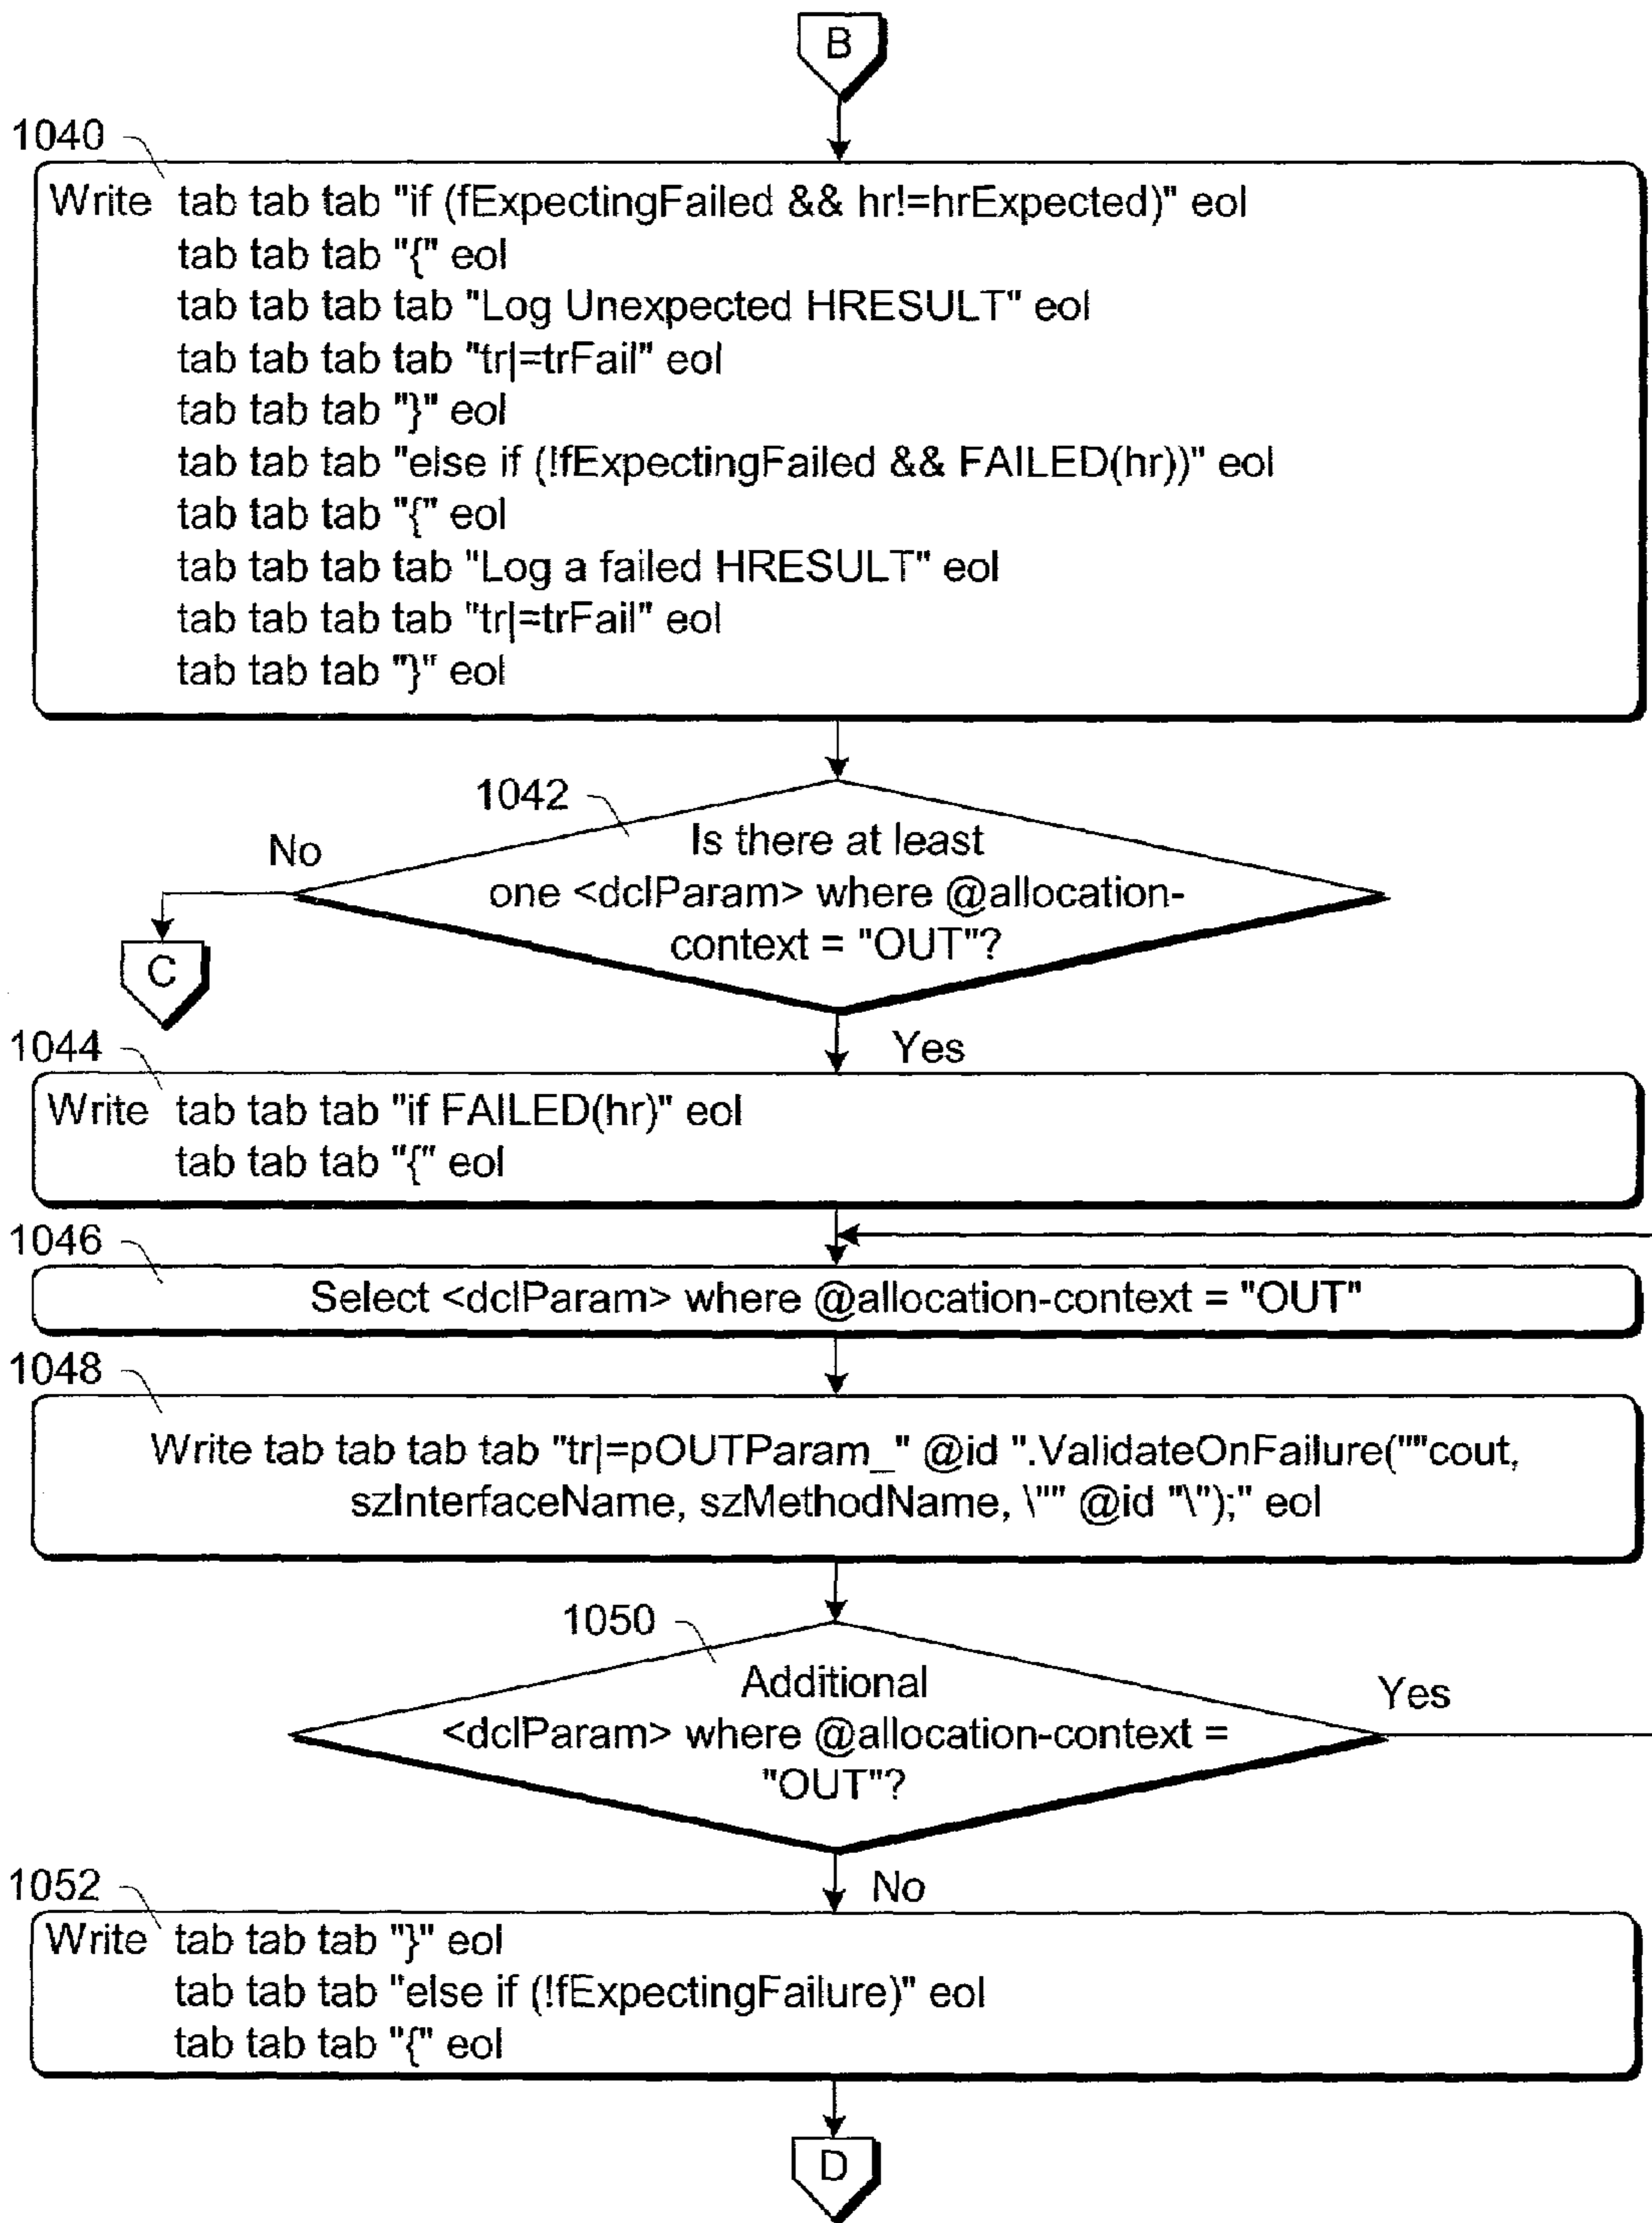 B
1040
Write tab tab tab "if (fExpectingFailed && hr!=hrExpected)" eol
tab tab tab "{" eol
tab tab tab tab "Log Unexpected HRESULT" eol
tab tab tab tab "tr|=trFail" eol
tab tab tab "}" eol
tab tab tab "else if (!fExpectingFailed && FAILED(hr))" eol
tab tab tab "{" eol
tab tab tab tab "Log a failed HRESULT" eol
tab tab tab tab "tr|=trFail" eol
tab tab tab "}" eol
1042
No
Is there at least
one <dclParam> where @allocation-
context = "OUT"?
C
Yes
1044
Write tab tab tab "if FAILED(hr)" eol
tab tab tab "{" eol
1046
Select <dclParam> where @allocation-context = "OUT"
1048
Write tab tab tab tab "tr|=pOUTParam_" @id ".ValidateOnFailure(""cout,
szInterfaceName, szMethodName, \"" @id "\");" eol
1050
Additional
<dclParam> where @allocation-context =
"OUT"?
Yes
No
1052
Write tab tab tab "}" eol
tab tab tab "else if (!fExpectingFailure)" eol
tab tab tab "{" eol
D